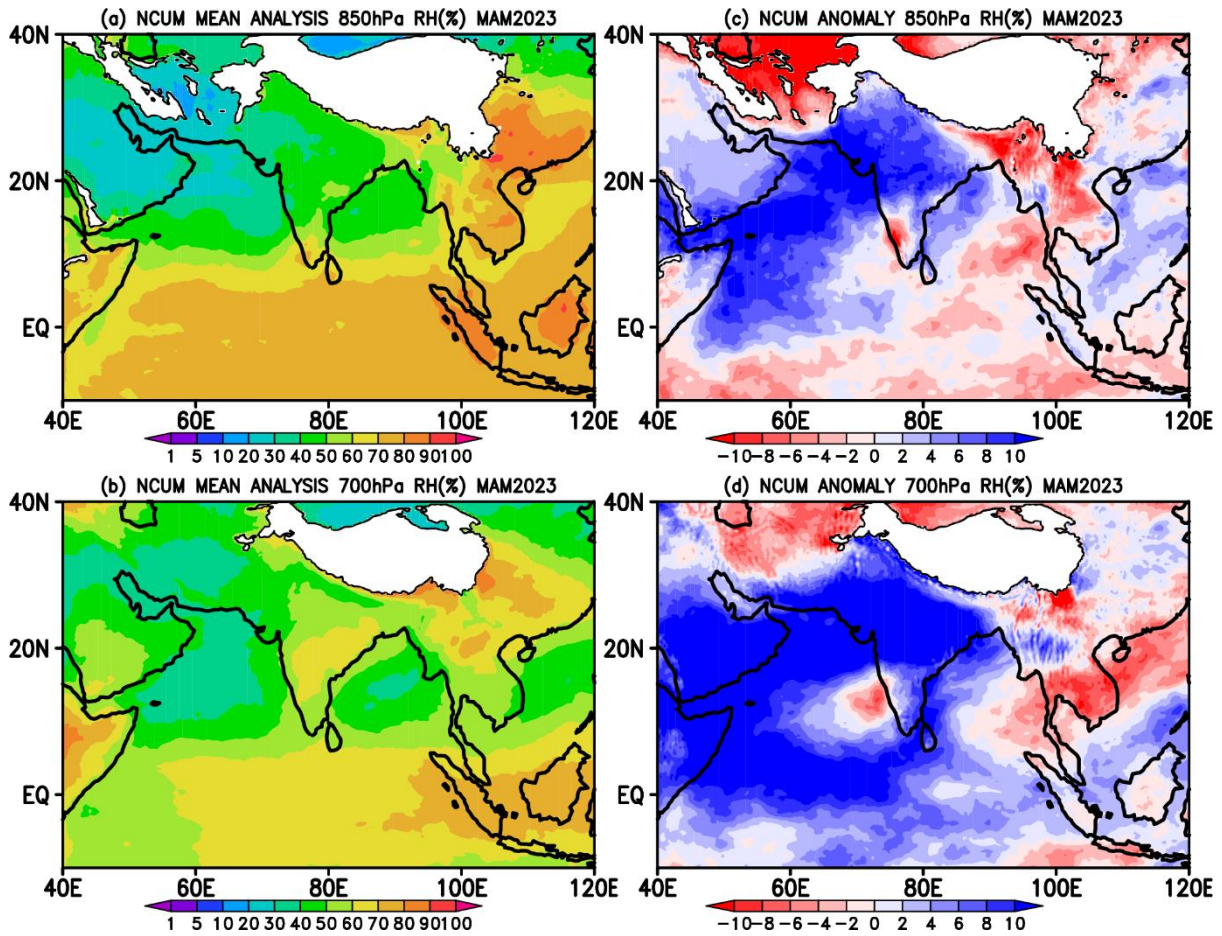 (a) NCUM MEAN ANALYSIS 850hPa RH(%) MAM2023
40N
20N
EQ
40E 60E 80E 100E 120E
1 5 10 20 30 40 50 60 70 80 90 100
(c) NCUM ANOMALY 850hPa RH(%) MAM2023
40N
20N
EQ
40E 60E 80E 100E 120E
−10 −8 −6 −4 −2 0 2 4 6 8 10
(b) NCUM MEAN ANALYSIS 700hPa RH(%) MAM2023
40N
20N
EQ
40E 60E 80E 100E 120E
1 5 10 20 30 40 50 60 70 80 90 100
(d) NCUM ANOMALY 700hPa RH(%) MAM2023
40N
20N
EQ
40E 60E 80E 100E 120E
−10 −8 −6 −4 −2 0 2 4 6 8 10